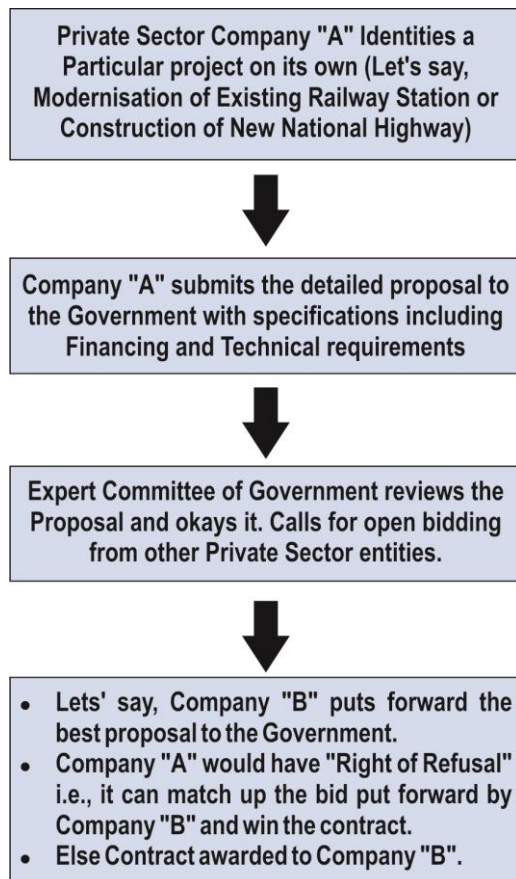 Private Sector Company "A" Identities a
Particular project on its own (Let's say,
Modernisation of Existing Railway Station or
Construction of New National Highway)
Company "A" submits the detailed proposal to
the Government with specifications including
Financing and Technical requirements
Expert Committee of Government reviews the
Proposal and okays it. Calls for open bidding
from other Private Sector entities.
• Lets' say, Company "B" puts forward the
best proposal to the Government.
• Company "A" would have "Right of Refusal"
i.e., it can match up the bid put forward by
Company "B" and win the contract.
• Else Contract awarded to Company "B".